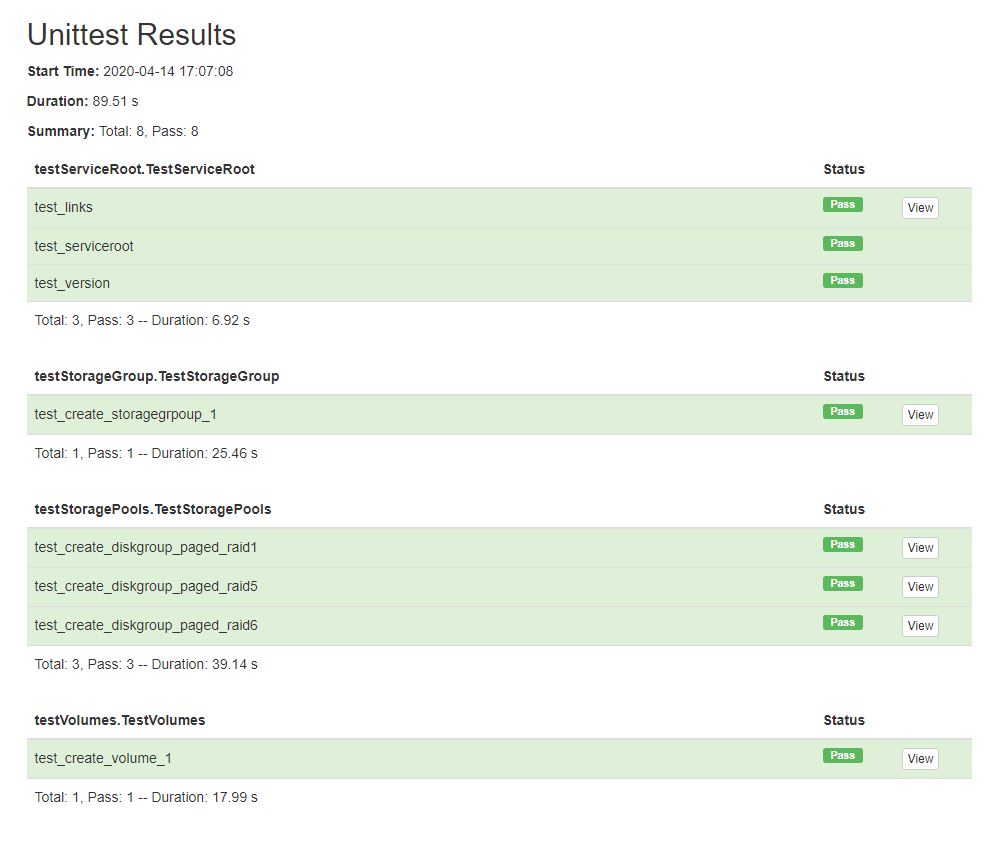 Unittest Results
Start Time: 2020-04-14 17:07:08
Duration: 89.51 s
Summary: Total: 8, Pass: 8
testServiceRoot.TestServiceRoot Status
test_links Pass View
test_serviceroot Pass
test_version Pass
Total: 3, Pass: 3 -- Duration: 6.92 s
testStorageGroup.TestStorageGroup Status
test_create_storagegrpoup_1 Pass View
Total: 1, Pass: 1 -- Duration: 25.46 s
testStoragePools.TestStoragePools Status
test_create_diskgroup_paged_raid1 Pass View
test_create_diskgroup_paged_raid5 Pass View
test_create_diskgroup_paged_raid6 Pass View
Total: 3, Pass: 3 -- Duration: 39.14 s
testVolumes.TestVolumes Status
test_create_volume_1 Pass View
Total: 1, Pass: 1 -- Duration: 17.99 s